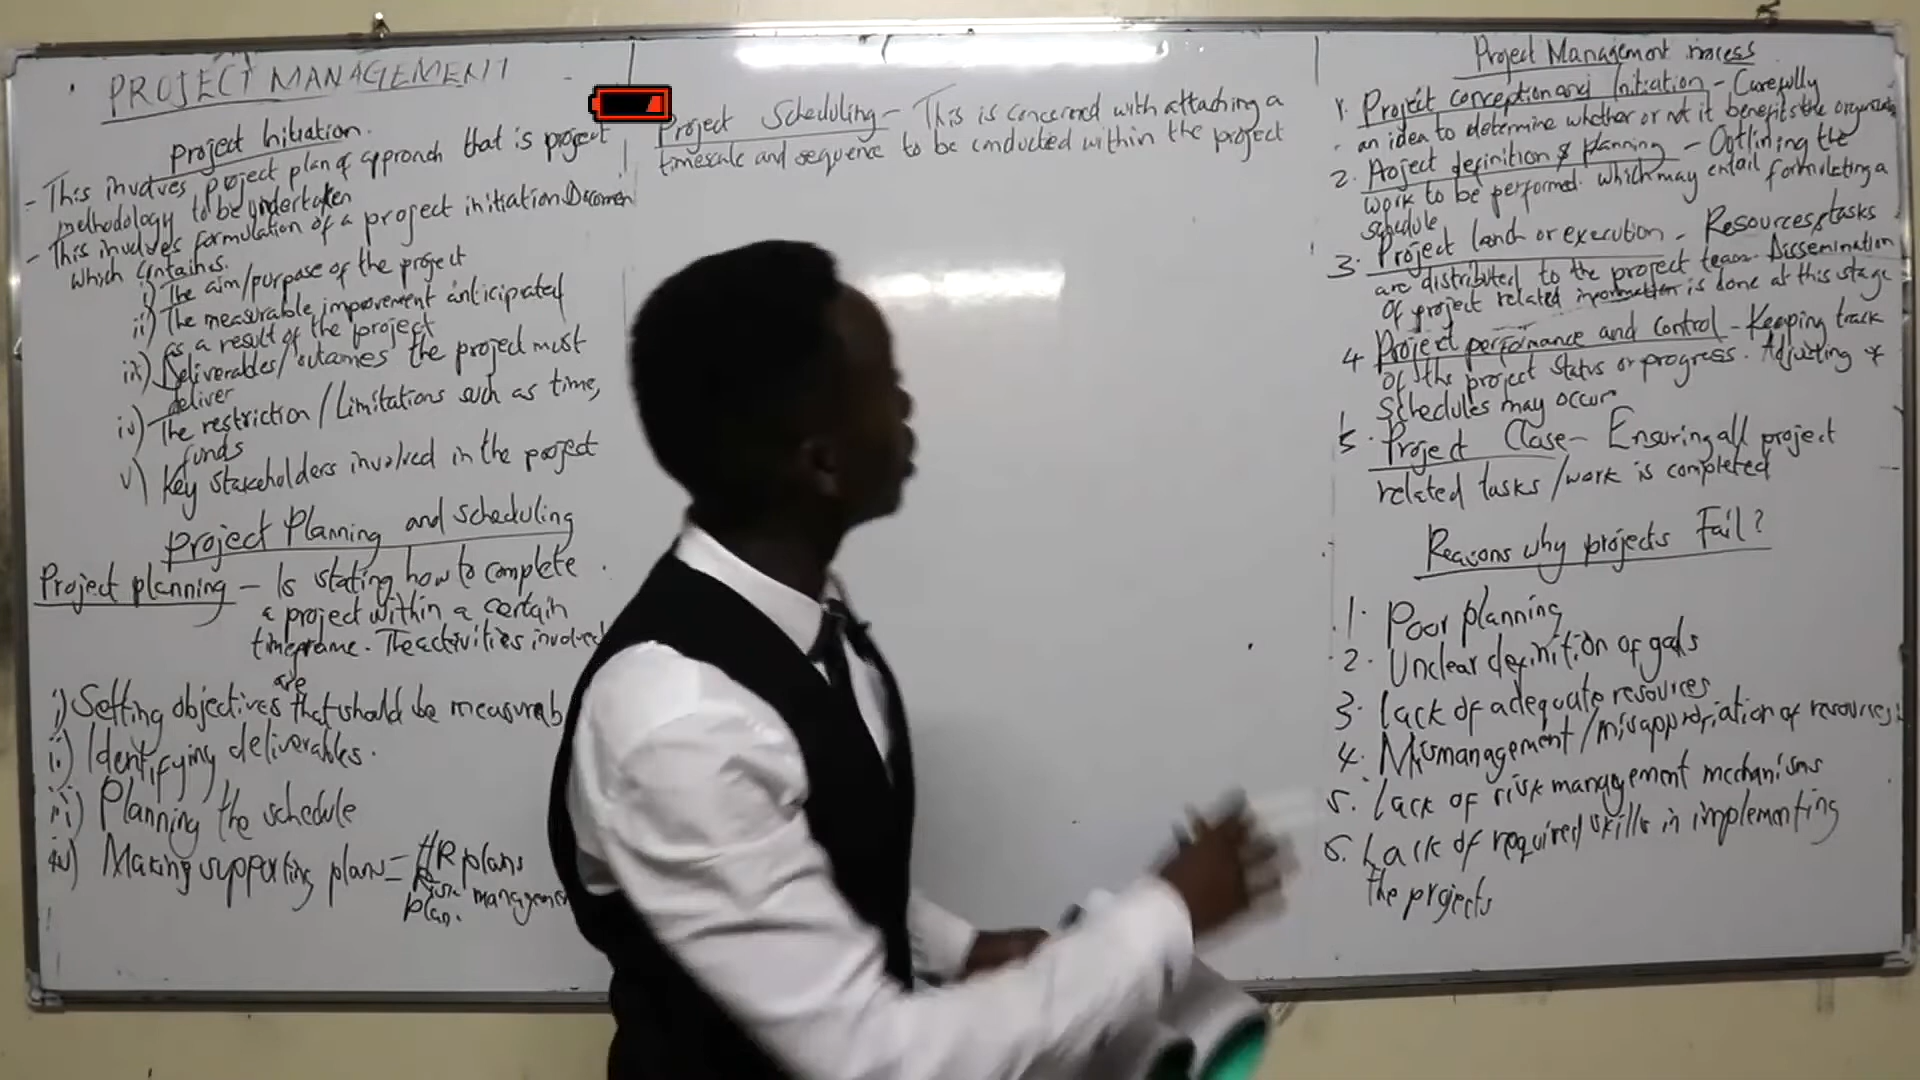 PROJECT MANAGEMENT
Project Initiation.
- This involves project plan of approach that is project
methodology to be undertaken
- This involves formulation of a project initiation Documen
which contains.
i) The aim/purpose of the project
ii) The measurable improvement anticipated
as a result of the project
iii) Deliverables/outcomes the project must
deliver
iv) The restriction/Limitations such as time,
funds
v) Key stakeholders involved in the project
Project Planning and scheduling
Project planning - Is stating how to complete
a project within a certain
timeframe. The activities involved
are
i) Setting objectives that should be measurab
ii) Identifying deliverables.
iii) Planning the schedule
iv) Making supporting plans = HR plans
Risk managemen
plan.
Project Scheduling - This is concerned with attaching a
timescale and sequence to be conducted within the project
Project Management Process
1. Project conception and Initiation - Carefully
an idea to determine whether or not it benefits the organizatio
2. Project definition & planning - Outlining the
work to be performed. which may entail formulating a
schedule
3. Project land or execution - Resources, tasks
are distributed to the project team. Dissemination
of project related information is done at this stage
4 Project performance and control - Keeping track
of the project status or progress. Adjusting of
schedules may occur
5. Project Close - Ensuring all project
related tasks/work is completed
Reasons why projects Fail?
1. Poor planning
2. Unclear definition of goals
3. Lack of adequate resources
4. Mismanagement/misappropriation of resources.
5. Lack of risk management mechanisms
6. Lack of required skills in implementing
the projects